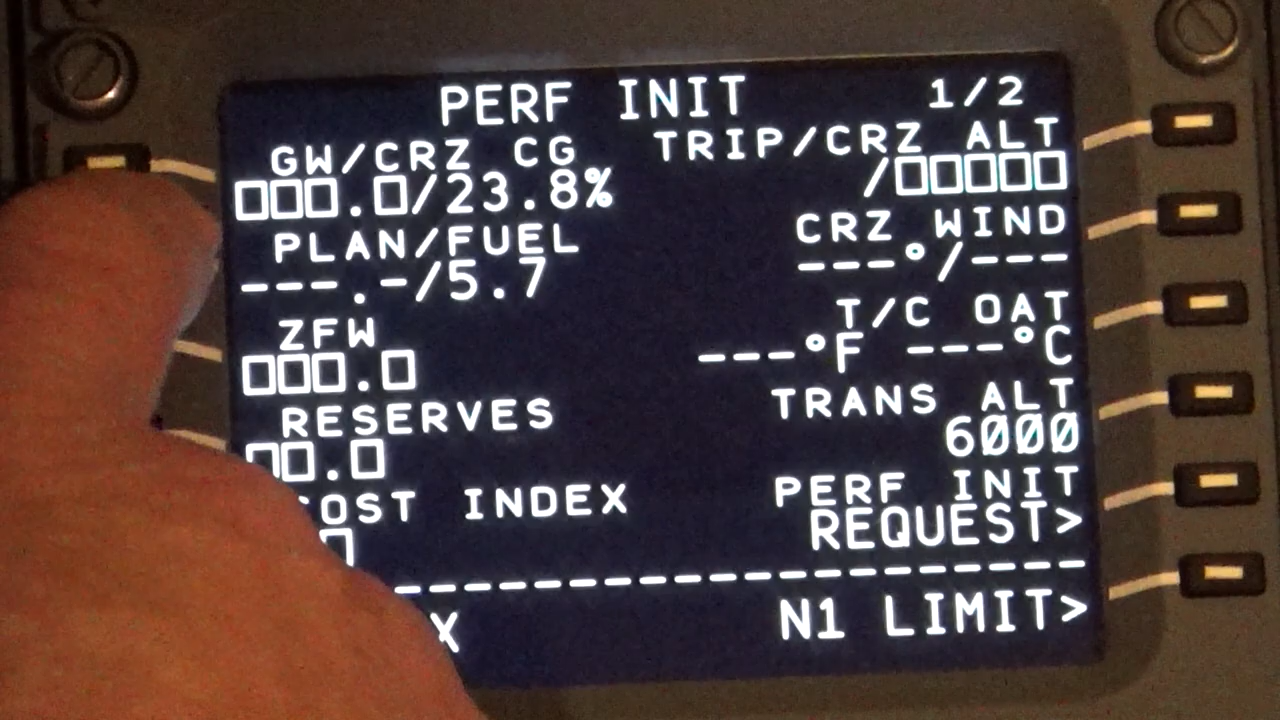 PERF INIT 1/2
GW/CRZ CG TRIP/CRZ ALT
□□□.□/23.8% /□□□□□
PLAN/FUEL CRZ WIND
---.-/5.7 ---°/---
ZFW T/C OAT
□□□.□ ---°F ---°C
RESERVES TRANS ALT
□□.□ 6000
INDEX PERF INIT
REQUEST>
N1 LIMIT>